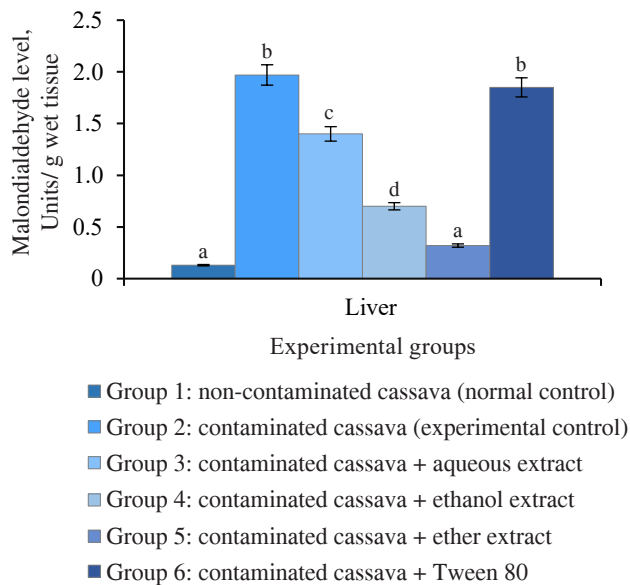 Malondialdehyde level,
Units/ g wet tissue
2.5
2.0
1.5
1.0
0.5
0
a
b
c
d
a
b
Liver
Experimental groups
Group 1: non-contaminated cassava (normal control)
Group 2: contaminated cassava (experimental control)
Group 3: contaminated cassava + aqueous extract
Group 4: contaminated cassava + ethanol extract
Group 5: contaminated cassava + ether extract
Group 6: contaminated cassava + Tween 80